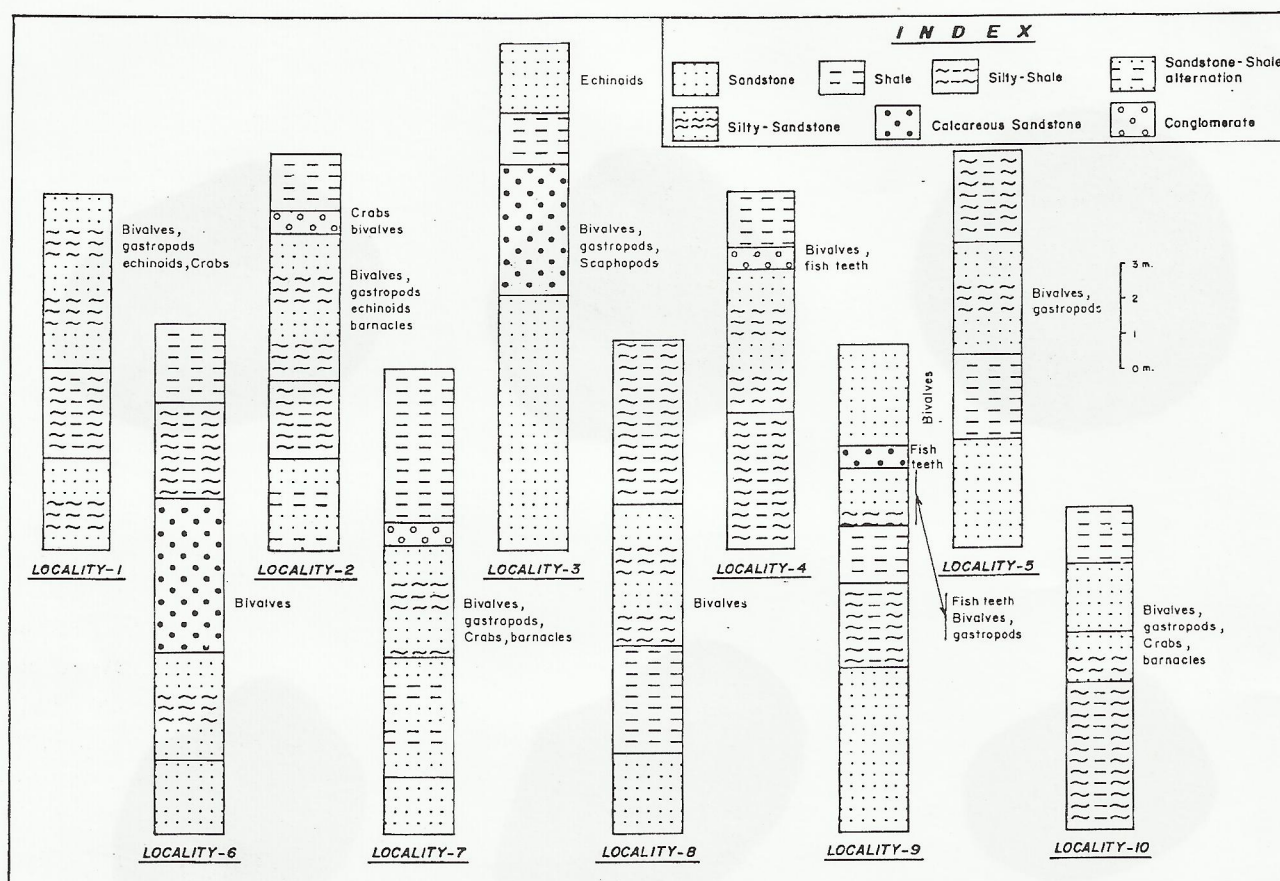 INDEX
Sandstone
Shale
Silty-Shale
Sandstone-Shale
alternation
Silty-Sandstone
Calcareous Sandstone
Conglomerate
Echinoids
Bivalves,
gastropods,
Scaphopods
LOCALITY-3
Crabs
bivalves
Bivalves,
gastropods
echinoids
barnacles
LOCALITY-2
Bivalves,
gastropods
echinoids, Crabs
LOCALITY-1
Bivalves,
fish teeth
LOCALITY-4
Bivalves,
gastropods
LOCALITY-5
3 m.
2
1
0 m.
Bivalves
LOCALITY-6
Bivalves,
gastropods,
Crabs, barnacles
LOCALITY-7
Bivalves
LOCALITY-8
Bivalves
Fish
teeth
Fish teeth
Bivalves,
gastropods
LOCALITY-9
Bivalves,
gastropods,
Crabs,
barnacles
LOCALITY-10